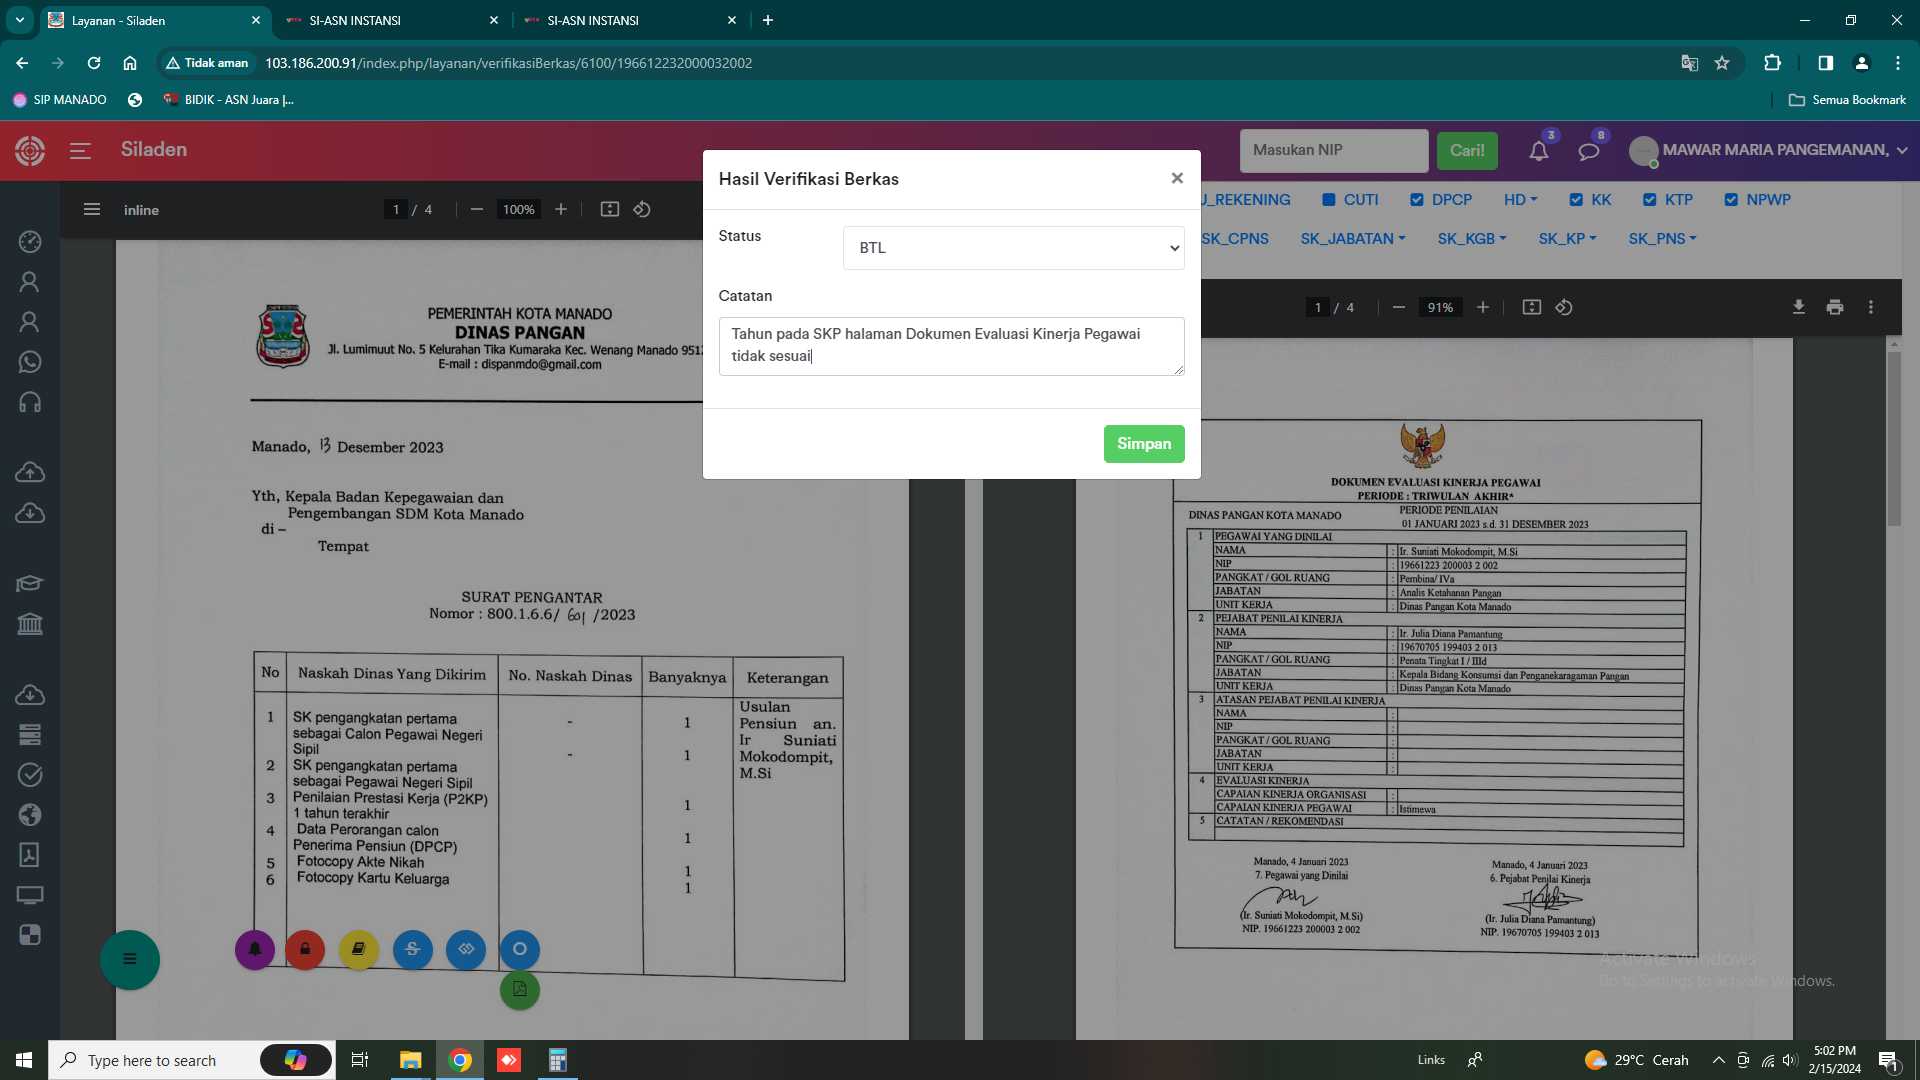 Layanan - Siladen
SI-ASN INSTANSI
SI-ASN INSTANSI
Tidak aman
103.186.200.91/index.php/layanan/verifikasiBerkas/6100/196612232000032002
SIP MANADO
BIDIK - ASN Juara |...
Semua Bookmark
Siladen
Masukan NIP
Cari!
3
8
MAWAR MARIA PANGEMANAN,
inline
1 / 4
100%
Hasil Verifikasi Berkas
×
Status
BTL
Catatan
Tahun pada SKP halaman Dokumen Evaluasi Kinerja Pegawai
tidak sesuai
Simpan
U_REKENING
CUTI
DPCP
HD
KK
KTP
NPWP
SK_CPNS
SK_JABATAN
SK_KGB
SK_KP
SK_PNS
1 / 4
91%
PEMERINTAH KOTA MANADO
DINAS PANGAN
Jl. Lumimuut No. 5 Kelurahan Tika Kumaraka Kec. Wenang Manado 9512
E-mail : dispanmdo@gmail.com
Manado, 13 Desember 2023
Yth, Kepala Badan Kepegawaian dan
Pengembangan SDM Kota Manado
di –
Tempat
SURAT PENGANTAR
Nomor : 800.1.6.6/ 601 /2023
No Naskah Dinas Yang Dikirim No. Naskah Dinas Banyaknya Keterangan
1 SK pengangkatan pertama - 1
sebagai Calon Pegawai Negeri
Sipil
2 SK pengangkatan pertama - 1
sebagai Pegawai Negeri Sipil
3 Penilaian Prestasi Kerja (P2KP) 1
1 tahun terakhir
4 Data Perorangan calon 1
Penerima Pensiun (DPCP)
5 Fotocopy Akte Nikah 1
6 Fotocopy Kartu Keluarga 1
Usulan
Pensiun an.
Ir Suniati
Mokodompit,
M.Si
DOKUMEN EVALUASI KINERJA PEGAWAI
PERIODE : TRIWULAN AKHIR*
DINAS PANGAN KOTA MANADO
PERIODE PENILAIAN
01 JANUARI 2023 s.d. 31 DESEMBER 2023
1 PEGAWAI YANG DINILAI
NAMA : Ir. Suniati Mokodompit, M.Si
NIP : 19661223 200003 2 002
PANGKAT / GOL RUANG : Pembina/ IVa
JABATAN : Analis Ketahanan Pangan
UNIT KERJA : Dinas Pangan Kota Manado
2 PEJABAT PENILAI KINERJA
NAMA : Ir. Julia Diana Pamantung
NIP : 19670705 199403 2 013
PANGKAT / GOL RUANG : Penata Tingkat I / IIId
JABATAN : Kepala Bidang Konsumsi dan Penganekaragaman Pangan
UNIT KERJA : Dinas Pangan Kota Manado
3 ATASAN PEJABAT PENILAI KINERJA
NAMA :
NIP :
PANGKAT / GOL RUANG :
JABATAN :
UNIT KERJA :
4 EVALUASI KINERJA
CAPAIAN KINERJA ORGANISASI :
CAPAIAN KINERJA PEGAWAI : Istimewa
5 CATATAN / REKOMENDASI
Manado, 4 Januari 2023
7. Pegawai yang Dinilai
(Ir. Suniati Mokodompit, M.Si)
NIP. 19661223 200003 2 002
Manado, 4 Januari 2023
6. Pejabat Penilai Kinerja
(Ir. Julia Diana Pamantung)
NIP. 19670705 199403 2 013
Activate Windows
Go to Settings to activate Windows.
Type here to search
Links
29°C Cerah
5:02 PM
2/15/2024
1